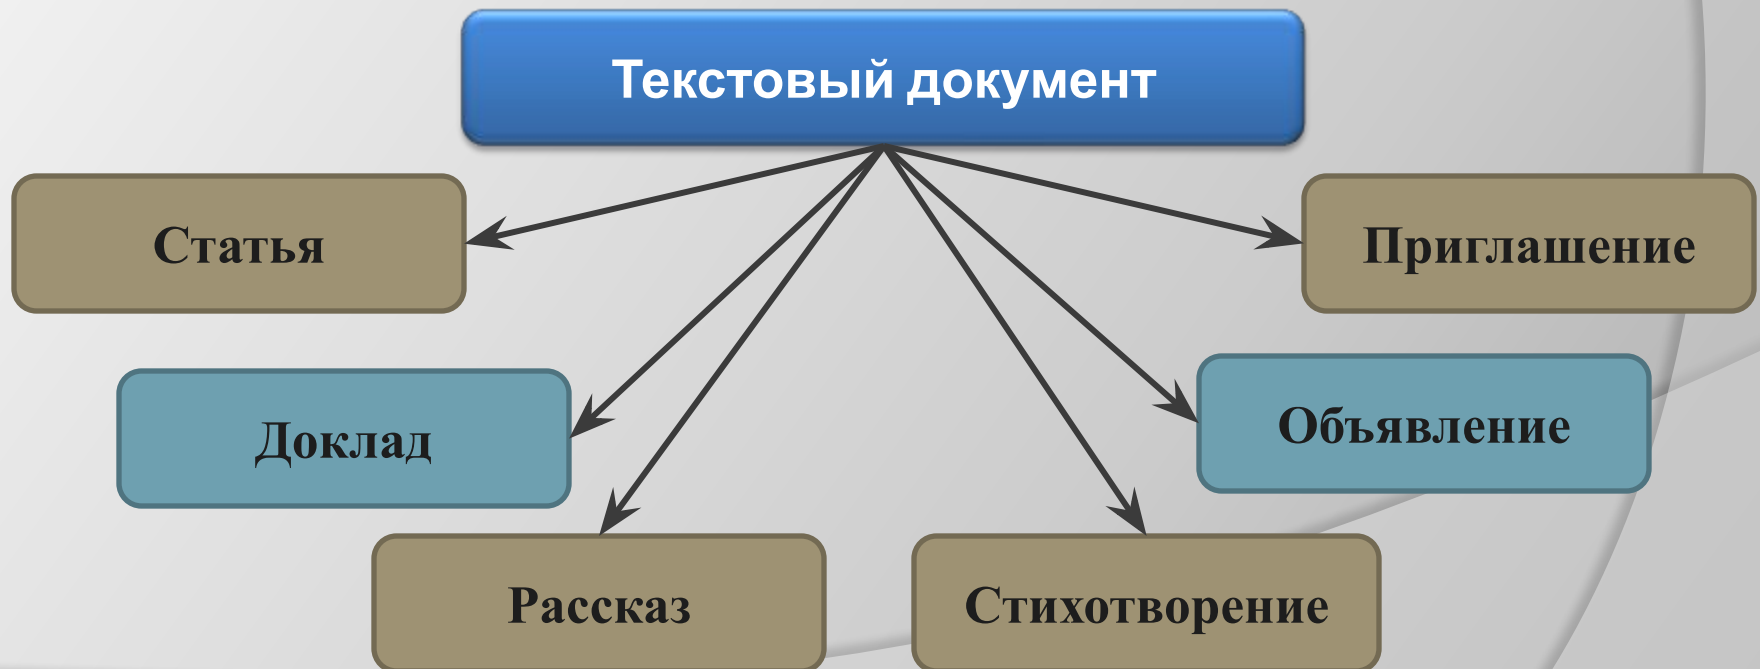 Текстовый документ
Статья
Приглашение
Доклад
Объявление
Рассказ
Стихотворение